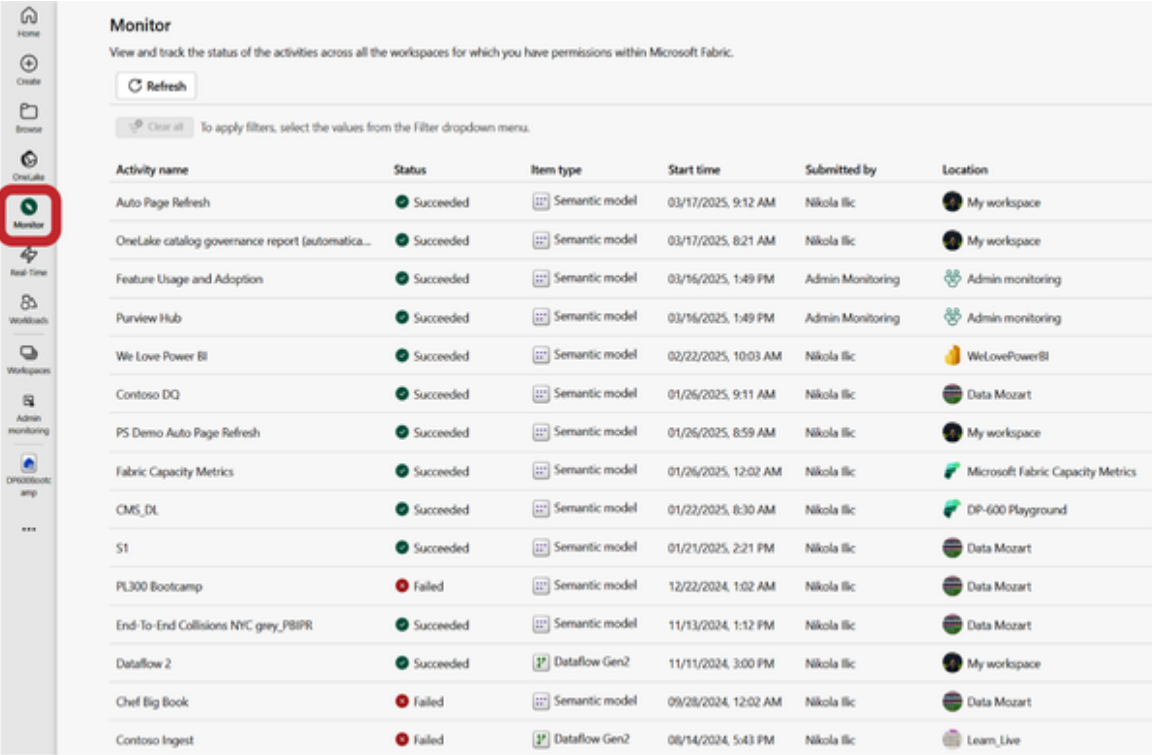 Home
Create
Browse
OneLake
Monitor
Real-Time
Workloads
Workspaces
Admin
monitoring
DP600Bootc
amp
Monitor
View and track the status of the activities across all the workspaces for which you have permissions within Microsoft Fabric.
Refresh
Clear all To apply filters, select the values from the Filter dropdown menu.
Activity name Status Item type Start time Submitted by Location
Auto Page Refresh Succeeded Semantic model 03/17/2025, 9:12 AM Nikola Ilic My workspace
OneLake catalog governance report (automatica... Succeeded Semantic model 03/17/2025, 8:21 AM Nikola Ilic My workspace
Feature Usage and Adoption Succeeded Semantic model 03/16/2025, 1:49 PM Admin Monitoring Admin monitoring
Purview Hub Succeeded Semantic model 03/16/2025, 1:49 PM Admin Monitoring Admin monitoring
We Love Power BI Succeeded Semantic model 02/22/2025, 10:03 AM Nikola Ilic WeLovePowerBI
Contoso DQ Succeeded Semantic model 01/26/2025, 9:11 AM Nikola Ilic Data Mozart
PS Demo Auto Page Refresh Succeeded Semantic model 01/26/2025, 8:59 AM Nikola Ilic My workspace
Fabric Capacity Metrics Succeeded Semantic model 01/26/2025, 12:02 AM Nikola Ilic Microsoft Fabric Capacity Metrics
CMS_DL Succeeded Semantic model 01/22/2025, 8:30 AM Nikola Ilic DP-600 Playground
S1 Succeeded Semantic model 01/21/2025, 2:21 PM Nikola Ilic Data Mozart
PL300 Bootcamp Failed Semantic model 12/22/2024, 1:02 AM Nikola Ilic Data Mozart
End-To-End Collisions NYC grey_PBIPR Succeeded Semantic model 11/13/2024, 1:12 PM Nikola Ilic Data Mozart
Dataflow 2 Succeeded Dataflow Gen2 11/11/2024, 3:00 PM Nikola Ilic My workspace
Chef Big Book Failed Semantic model 09/28/2024, 12:02 AM Nikola Ilic Data Mozart
Contoso Ingest Failed Dataflow Gen2 08/14/2024, 5:43 PM Nikola Ilic Learn_Live